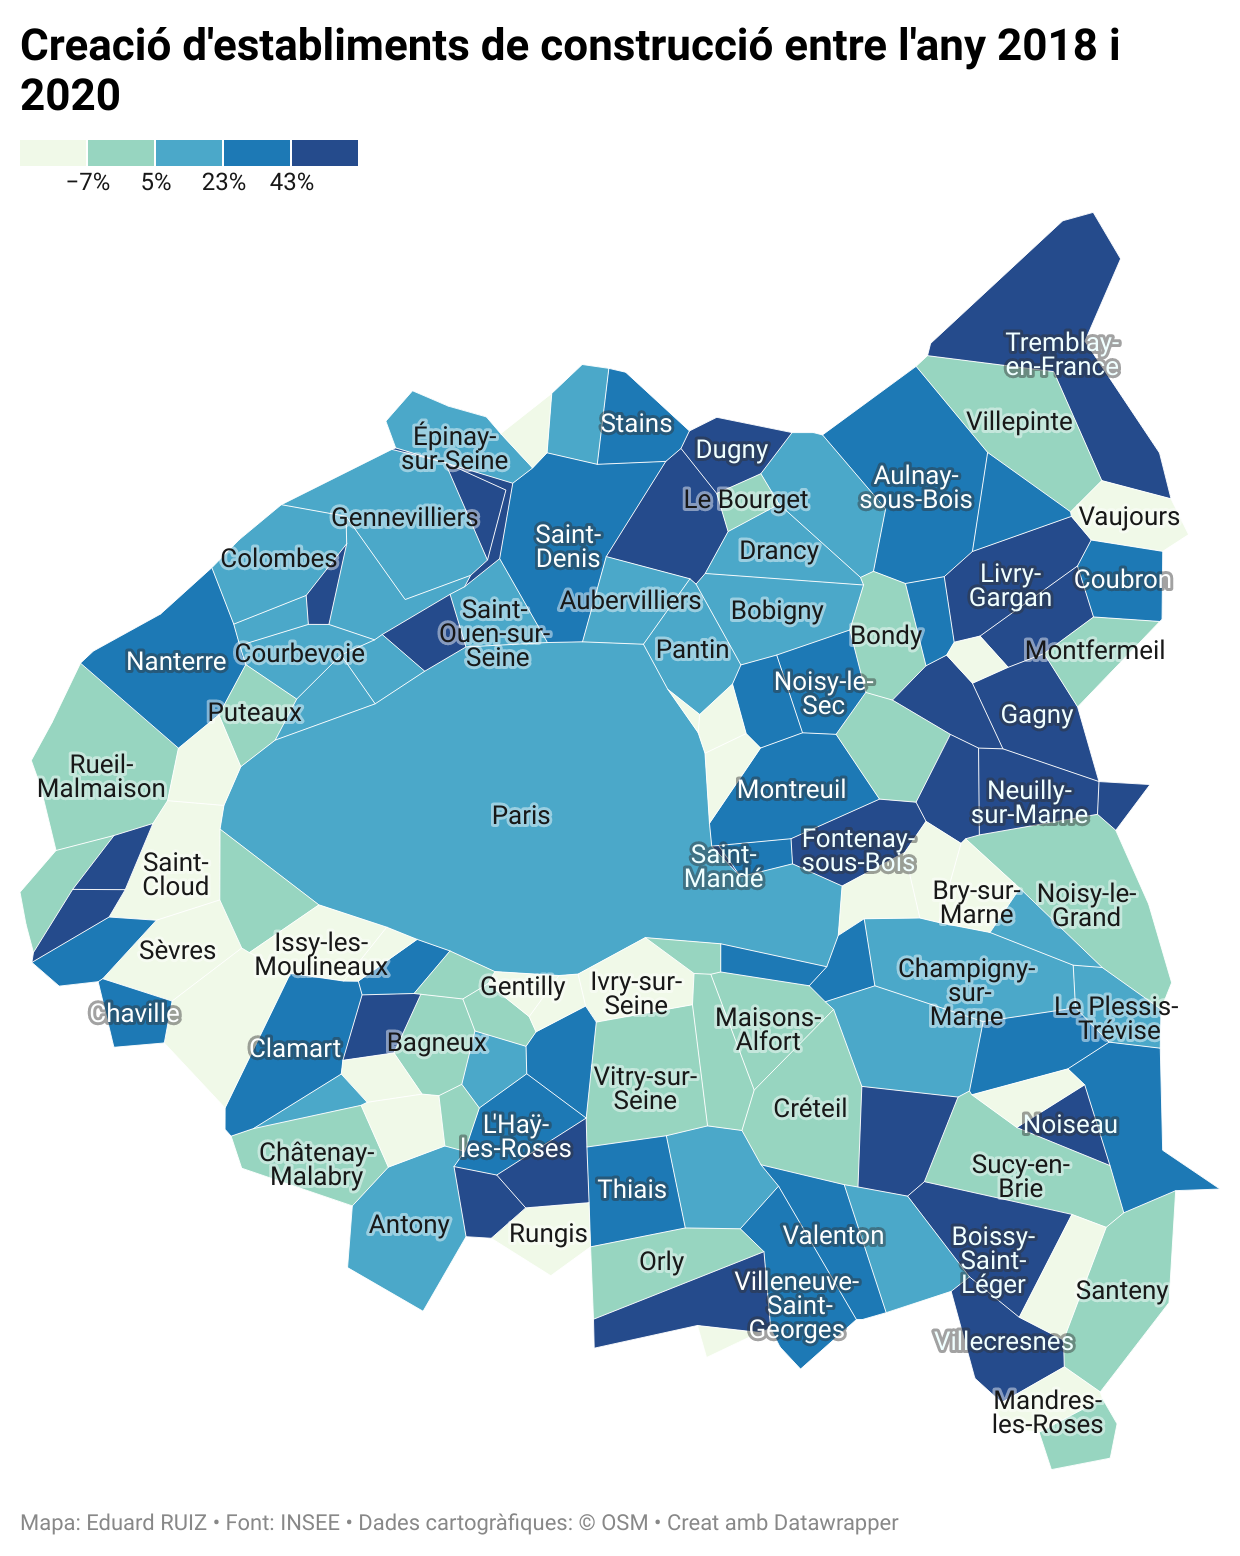 Creació d'establiments de construcció entre l'any 2018 i
2020
−7% 5% 23% 43%
Tremblay-
en-France
Villepinte
Stains
Épinay-
sur-Seine
Dugny
Aulnay-
sous-Bois
Le Bourget
Vaujours
Gennevilliers
Saint-
Denis
Drancy
Colombes
Livry-
Gargan
Coubron
Aubervilliers
Bobigny
Saint-
Ouen-sur-
Seine
Bondy
Montfermeil
Pantin
Nanterre
Courbevoie
Noisy-le-
Sec
Puteaux
Gagny
Rueil-
Malmaison
Montreuil
Neuilly-
sur-Marne
Paris
Fontenay-
sous-Bois
Saint-
Mandé
Saint-
Cloud
Bry-sur-
Marne
Noisy-le-
Grand
Sèvres
Issy-les-
Moulineaux
Gentilly
Ivry-sur-
Seine
Champigny-
sur-
Marne
Chaville
Maisons-
Alfort
Le Plessis-
Trévise
Clamart
Bagneux
Vitry-sur-
Seine
Créteil
L'Haÿ-
les-Roses
Noiseau
Châtenay-
Malabry
Sucy-en-
Brie
Thiais
Antony
Rungis
Valenton
Boissy-
Saint-
Léger
Orly
Villeneuve-
Saint-
Georges
Santeny
Villecresnes
Mandres-
les-Roses
Mapa: Eduard RUIZ • Font: INSEE • Dades cartogràfiques: © OSM • Creat amb Datawrapper